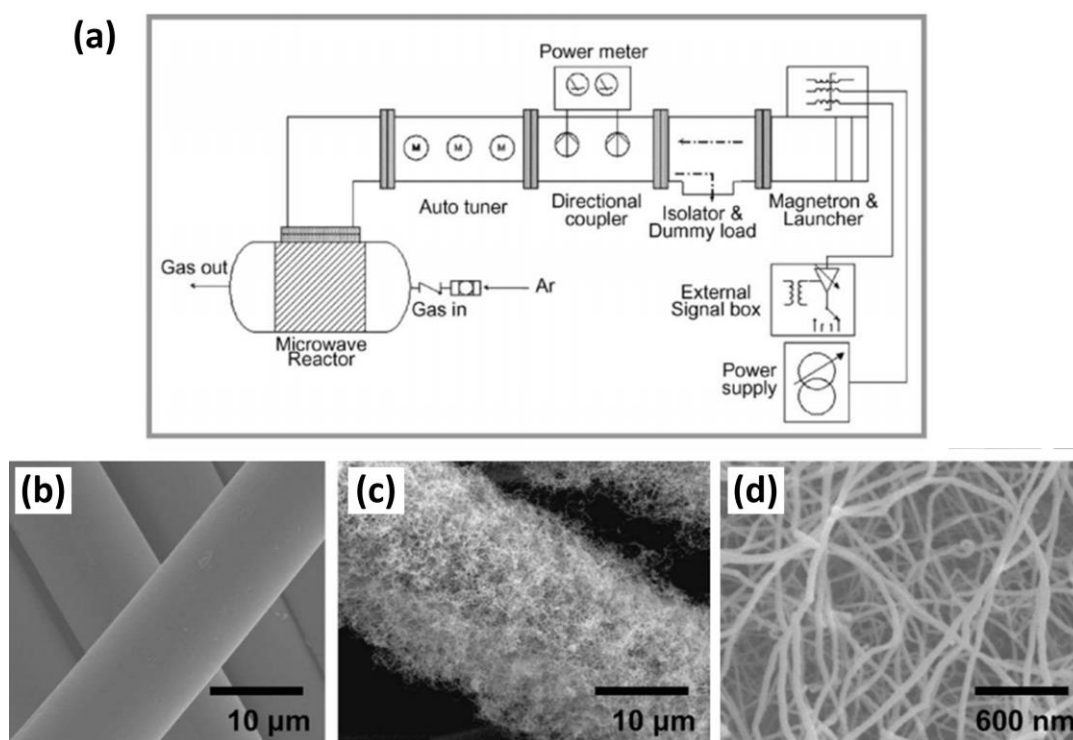 (a)
Power meter
M M M
Auto tuner
Directional
coupler
Isolator &
Dummy load
Magnetron &
Launcher
Gas out
Gas in
Ar
Microwave
Reactor
External
Signal box
Power
supply
(b)
10 μm
(c)
10 μm
(d)
600 nm